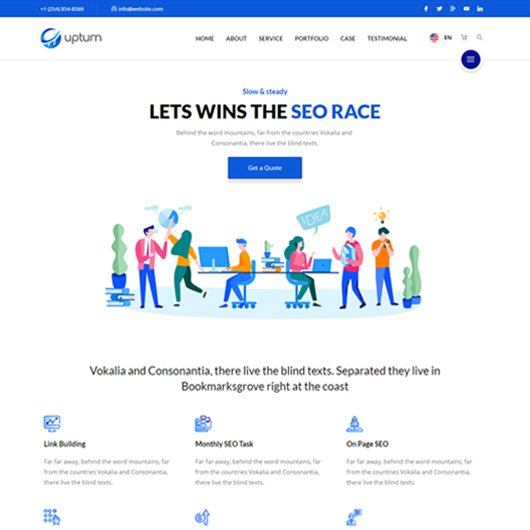 +1 (254) 854-8569 info@website.com
upturn
HOME ABOUT SERVICE PORTFOLIO CASE TESTIMONIAL EN
Slow & steady
LETS WINS THE SEO RACE
Behind the word mountains, far from the countries Vokalia and
Consonantia, there live the blind texts.
Get a Quote
IDEA
Vokalia and Consonantia, there live the blind texts. Separated they live in
Bookmarksgrove right at the coast
Link Building
Far far away, behind the word mountains, far
from the countries Vokalia and Consonantia,
there live the blind texts.
Monthly SEO Task
Far far away, behind the word mountains, far
from the countries Vokalia and Consonantia,
there live the blind texts.
On Page SEO
Far far away, behind the word mountains, far
from the countries Vokalia and Consonantia,
there live the blind texts.